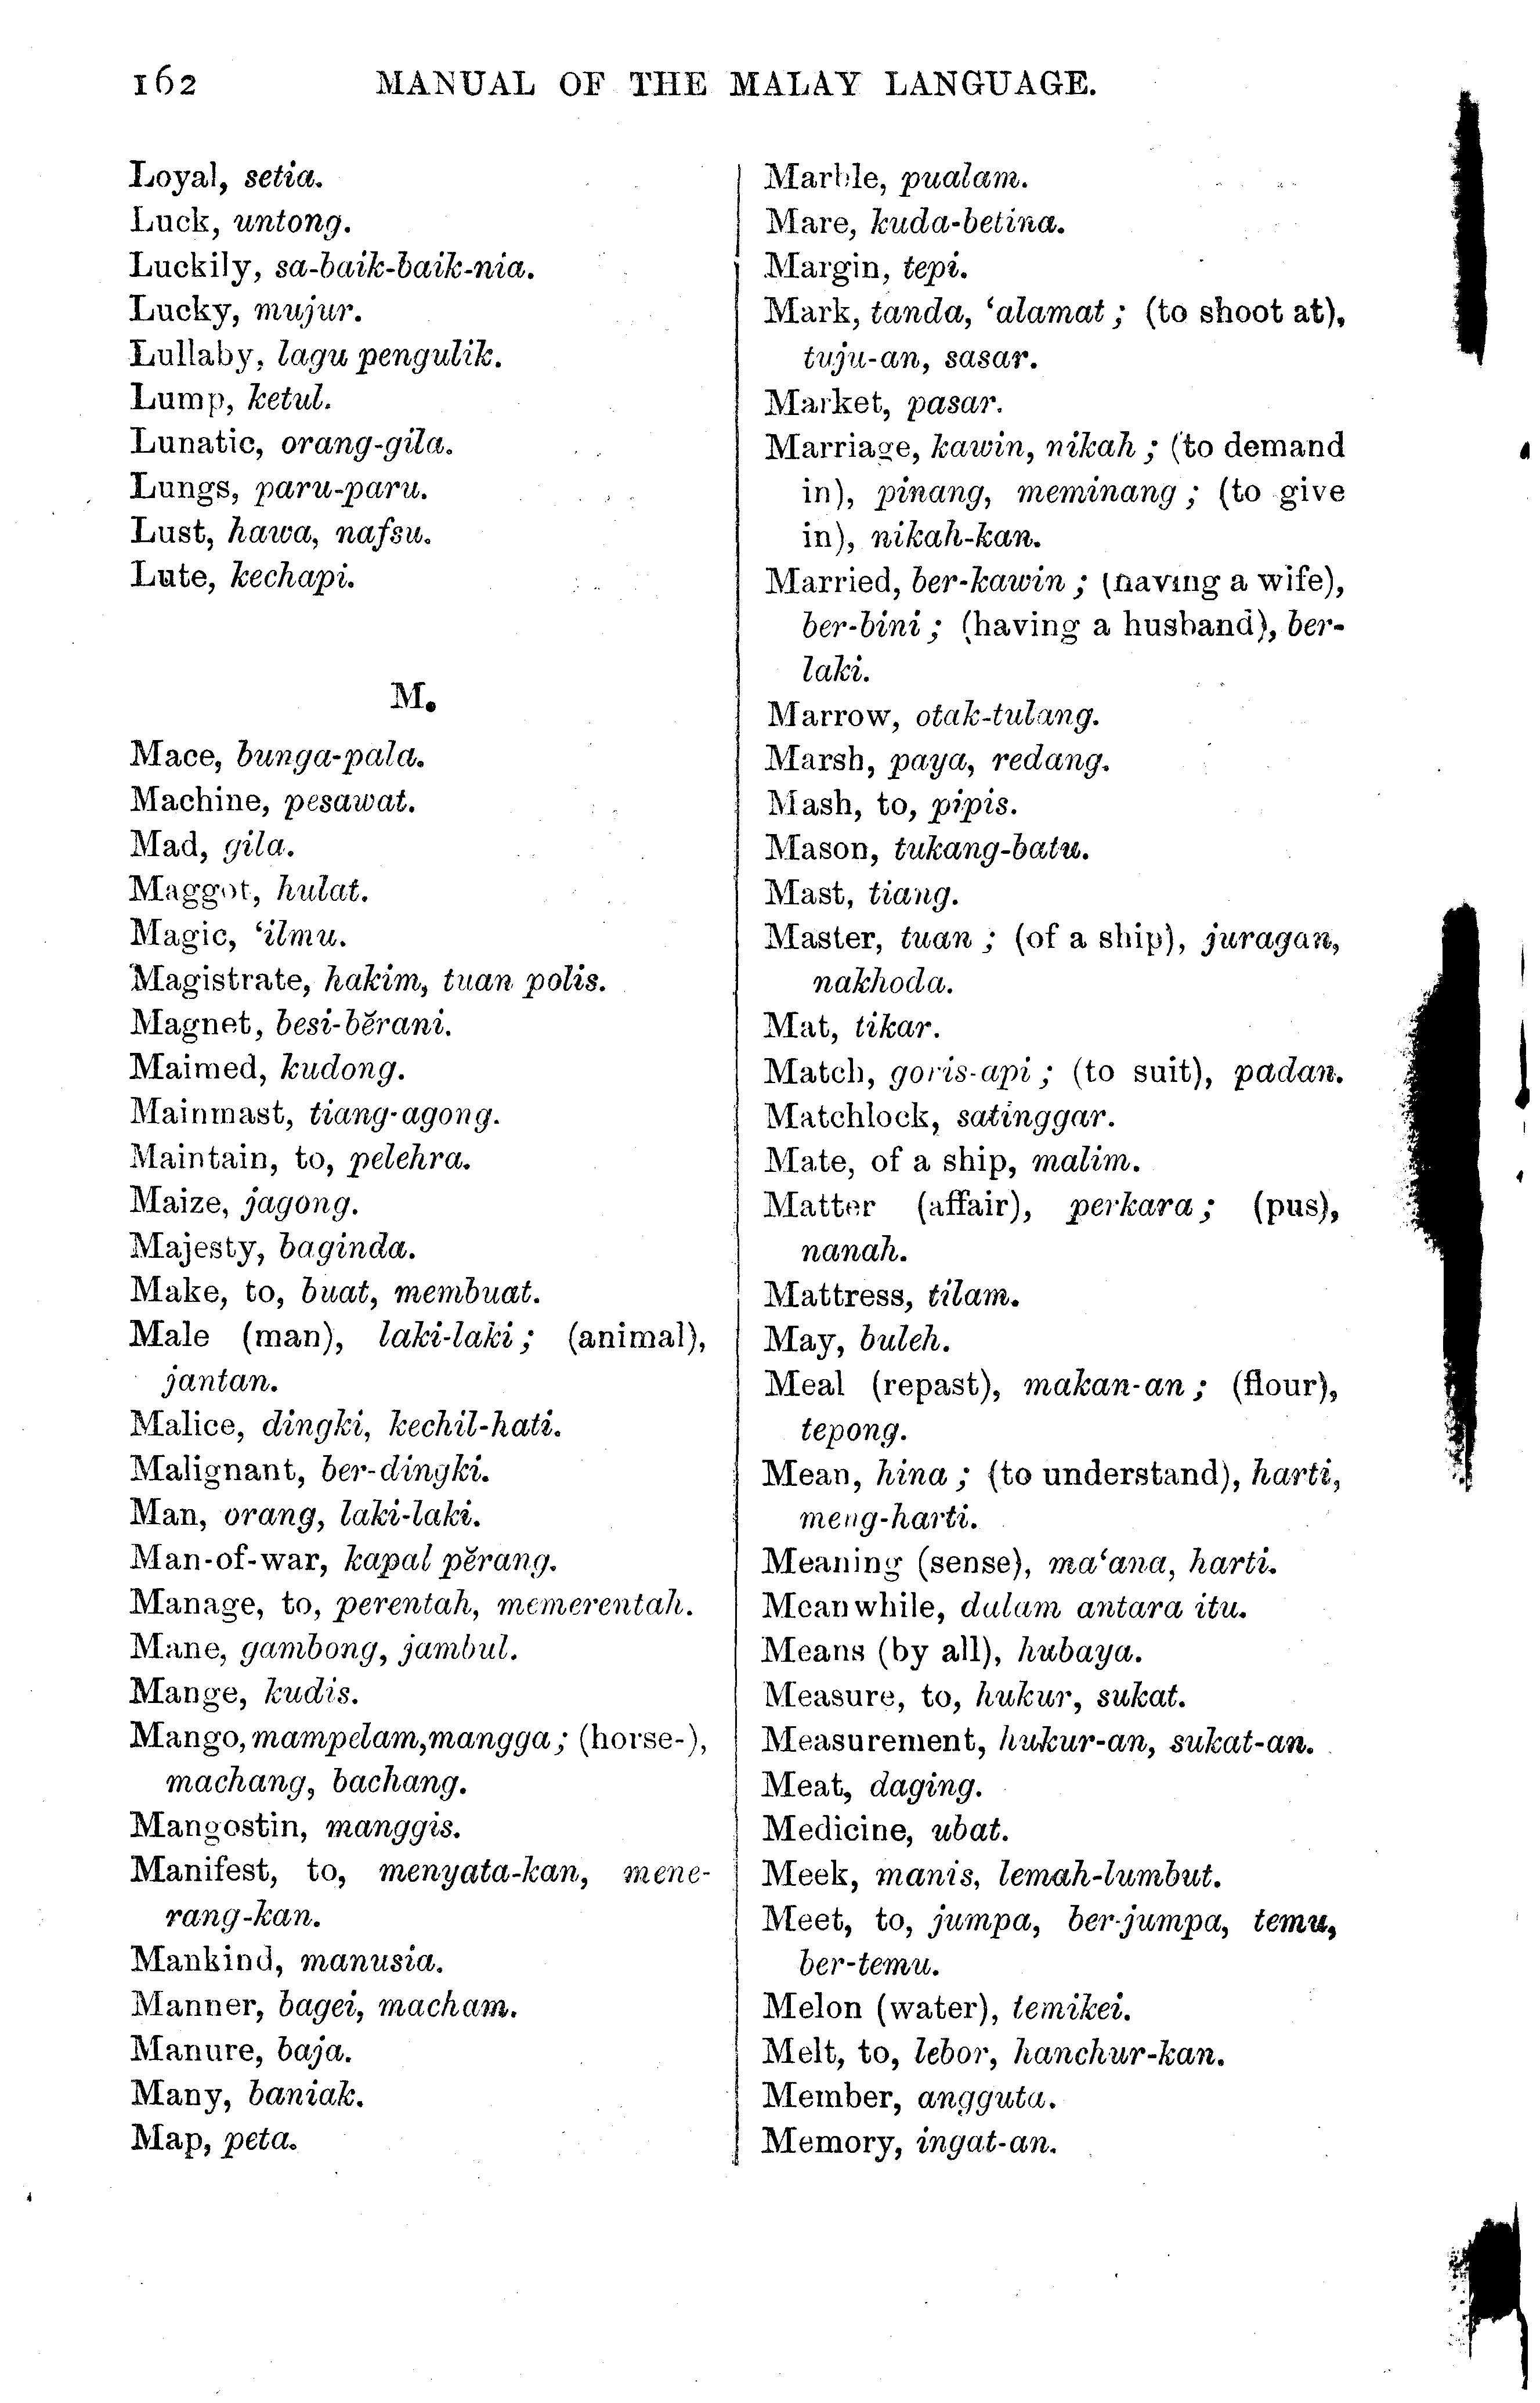 162 MANUAL OF THE MALAY LANGUAGE.
Loyal, setia.
Luck, untong.
Luckily, sa-baik-baik-nia.
Lucky, mujur.
Lullaby, lagu pengulik.
Lump, ketul.
Lunatic, orang-gila.
Lungs, paru-paru.
Lust, hawa, nafsu.
Lute, kechapi.
M.
Mace, bunga-pala.
Machine, pesawat.
Mad, gila.
Maggot, hulat.
Magic, ‘ilmu.
Magistrate, hakim, tuan polis.
Magnet, besi-bĕrani.
Maimed, kudong.
Mainmast, tiang-agong.
Maintain, to, pelehra.
Maize, jagong.
Majesty, baginda.
Make, to, buat, membuat.
Male (man), laki-laki; (animal),
jantan.
Malice, dingki, kechil-hati.
Malignant, ber-dingki.
Man, orang, laki-laki.
Man-of-war, kapal pĕrang.
Manage, to, perentah, memerentah.
Mane, gambong, jambul.
Mange, kudis.
Mango, mampelam, mangga; (horse-),
machang, bachang.
Mangostin, manggis.
Manifest, to, menyata-kan, mene-
rang-kan.
Mankind, manusia.
Manner, bagei, macham.
Manure, baja.
Many, baniak.
Map, peta.
Marble, pualam.
Mare, kuda-betina.
Margin, tepi.
Mark, tanda, ‘alamat; (to shoot at),
tuju-an, sasar.
Market, pasar.
Marriage, kawin, nikah; (to demand
in), pinang, meminang; (to give
in), nikah-kan.
Married, ber-kawin; (having a wife),
ber-bini; (having a husband), ber-
laki.
Marrow, otak-tulang.
Marsh, paya, redang.
Mash, to, pipis.
Mason, tukang-batu.
Mast, tiang.
Master, tuan; (of a ship), juragan,
nakhoda.
Mat, tikar.
Match, goris-api; (to suit), padan.
Matchlock, satinggar.
Mate, of a ship, malim.
Matter (affair), perkara; (pus),
nanah.
Mattress, tilam.
May, buleh.
Meal (repast), makan-an; (flour),
tepong.
Mean, hina; (to understand), harti,
meng-harti.
Meaning (sense), ma‘ana, harti.
Meanwhile, dulam antara itu.
Means (by all), hubaya.
Measure, to, hukur, sukat.
Measurement, hukur-an, sukat-an.
Meat, daging.
Medicine, ubat.
Meek, manis, lemah-lumbut.
Meet, to, jumpa, ber-jumpa, temu,
ber-temu.
Melon (water), temikei.
Melt, to, lebor, hanchur-kan.
Member, angguta.
Memory, ingat-an.